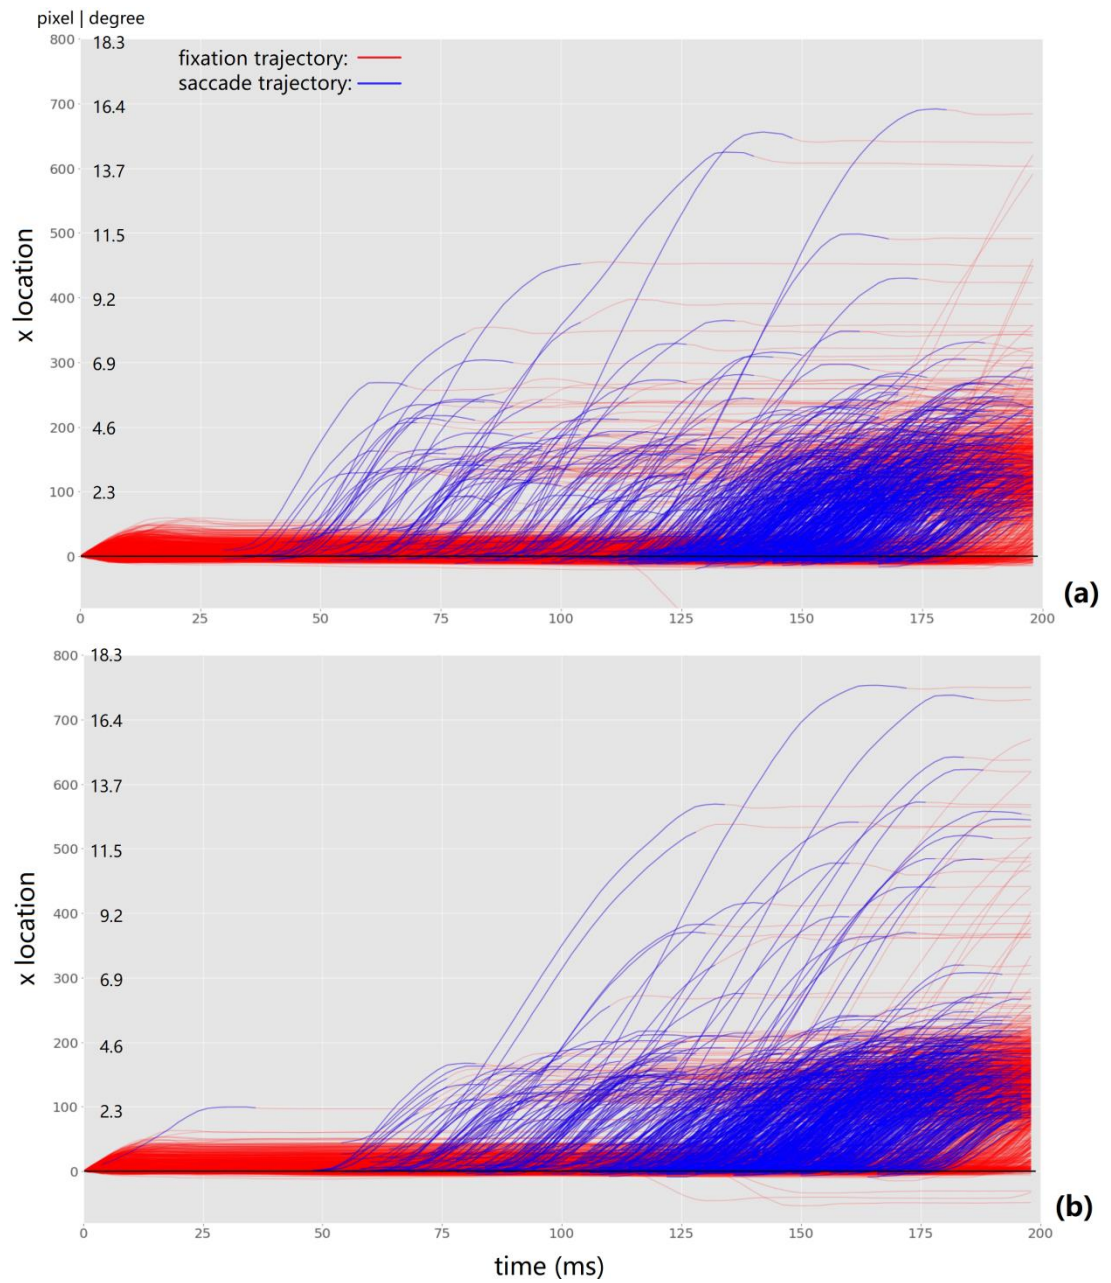 pixel | degree
800 18.3
fixation trajectory:
saccade trajectory:
700 16.4
600 13.7
500 11.5
x location
400 9.2
300 6.9
200 4.6
100 2.3
0
(a)
0 25 50 75 100 125 150 175 200
800 18.3
700 16.4
600 13.7
500 11.5
x location
400 9.2
300 6.9
200 4.6
100 2.3
0
(b)
0 25 50 75 100 125 150 175 200
time (ms)